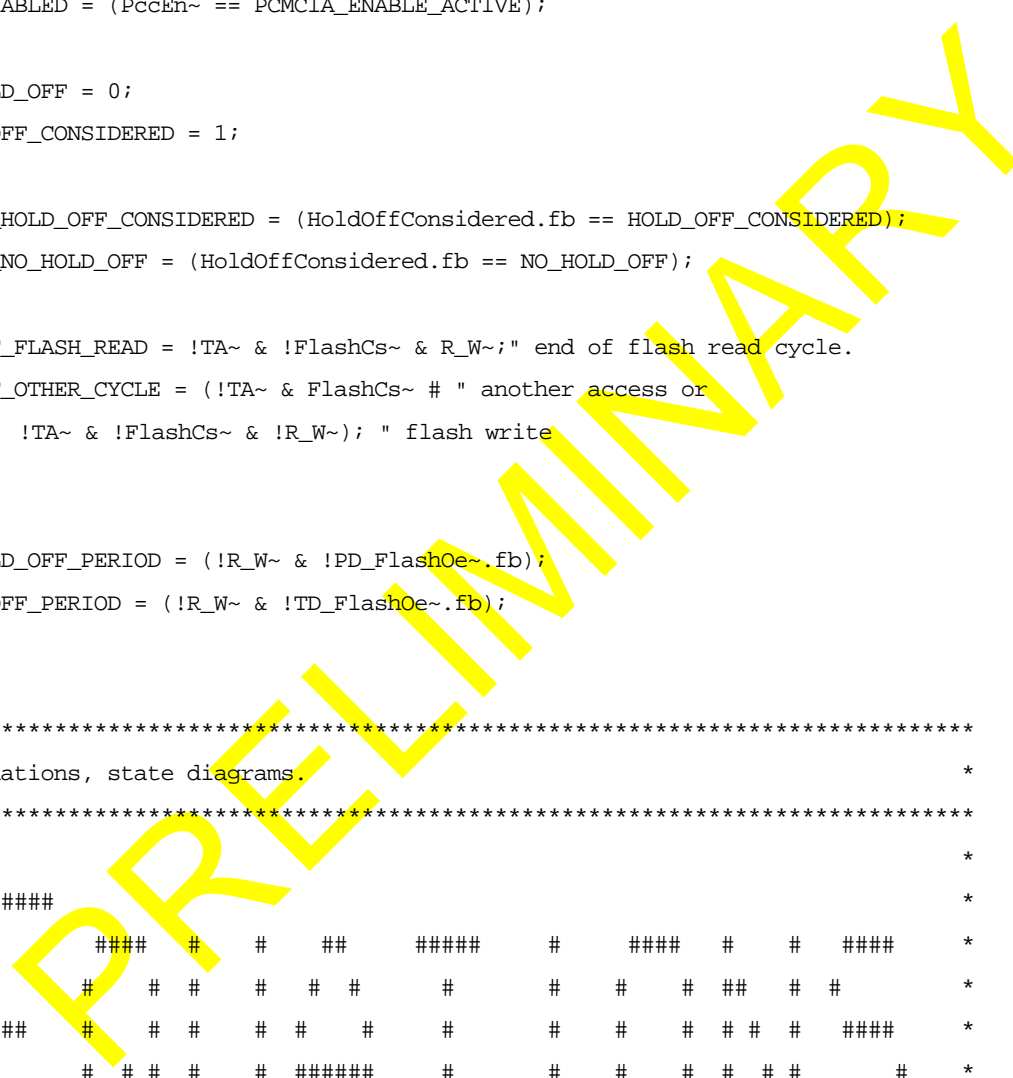 ABLED = (PccEn~ == PCMCIA_ENABLE_ACTIVE);
D_OFF = 0;
FF_CONSIDERED = 1;
HOLD_OFF_CONSIDERED = (HoldOffConsidered.fb == HOLD_OFF_CONSIDERED);
NO_HOLD_OFF = (HoldOffConsidered.fb == NO_HOLD_OFF);
_FLASH_READ = !TA~ & !FlashCs~ & R_W~;" end of flash read cycle.
_OTHER_CYCLE = (!TA~ & FlashCs~ # " another access or
!TA~ & !FlashCs~ & !R_W~); " flash write
D_OFF_PERIOD = (!R_W~ & !PD_FlashOe~.fb);
FF_PERIOD = (!R_W~ & !TD_FlashOe~.fb);
**************************************************************************
ations, state diagrams. *
**************************************************************************
*
#### *
#### # # ## ##### # #### # # #### *
# # # # # # # # # # ## # # *
## # # # # # # # # # # # # # #### *
# # # # # ###### # # # # # # # # *
PRELIMINARY